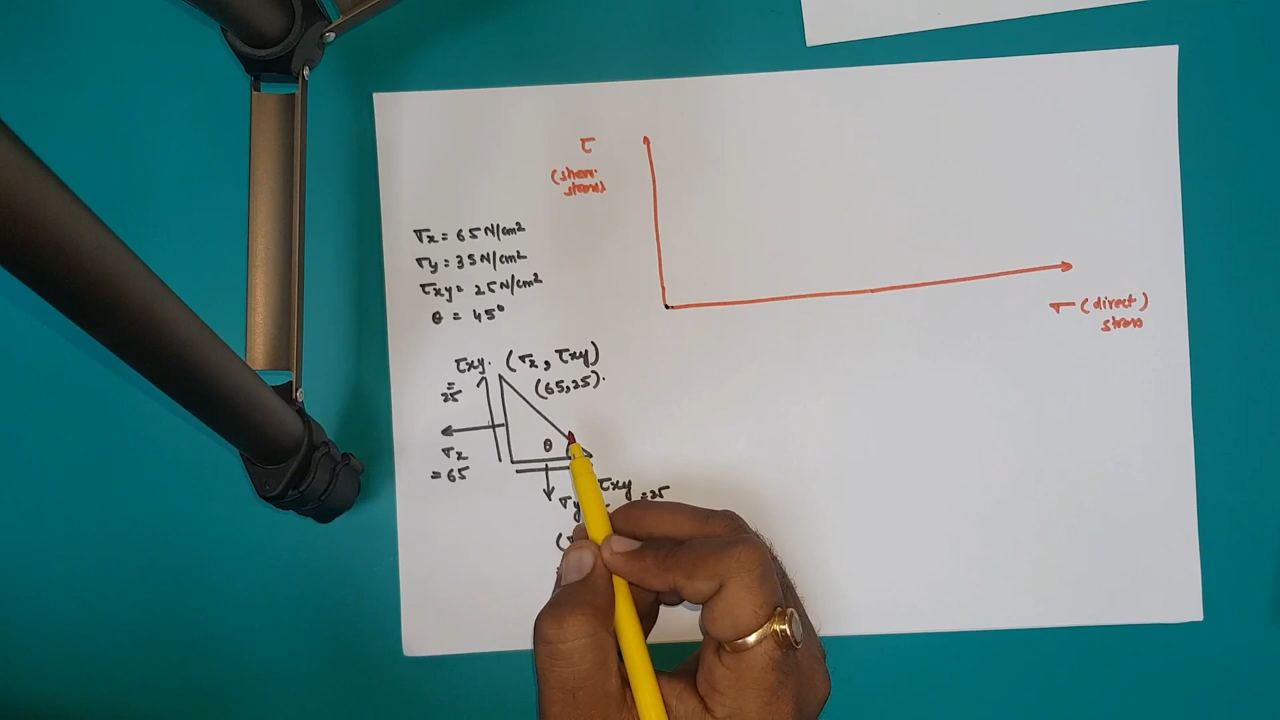 τ
(shear
stress)
σx = 65 N/cm²
σy = 35 N/cm²
τxy = 25 N/cm²
θ = 45°
σ (direct)
stress
τxy. (σx, τxy)
= 25
(65,25).
θ
σx
= 65
τxy
= 25
σy
(